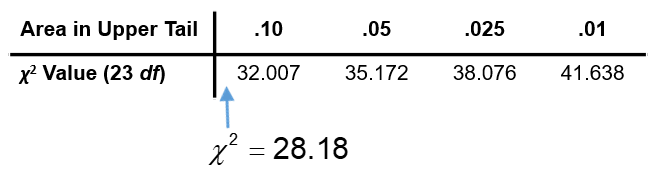 Area in Upper Tail .10 .05 .025 .01
χ² Value (23 df) 32.007 35.172 38.076 41.638
χ² = 28.18